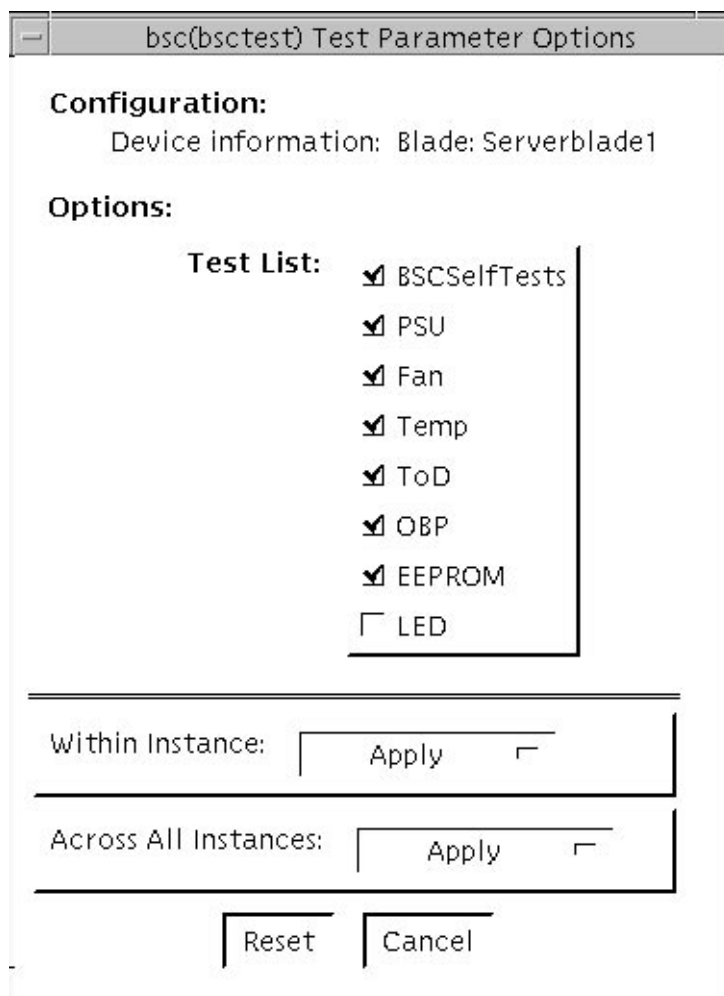 bsc(bsctest) Test Parameter Options
Configuration:
Device information: Blade: Serverblade1
Options:
Test List:
BSCSelfTests
PSU
Fan
Temp
ToD
OBP
EEPROM
LED
Within Instance: Apply
Across All Instances: Apply
Reset Cancel